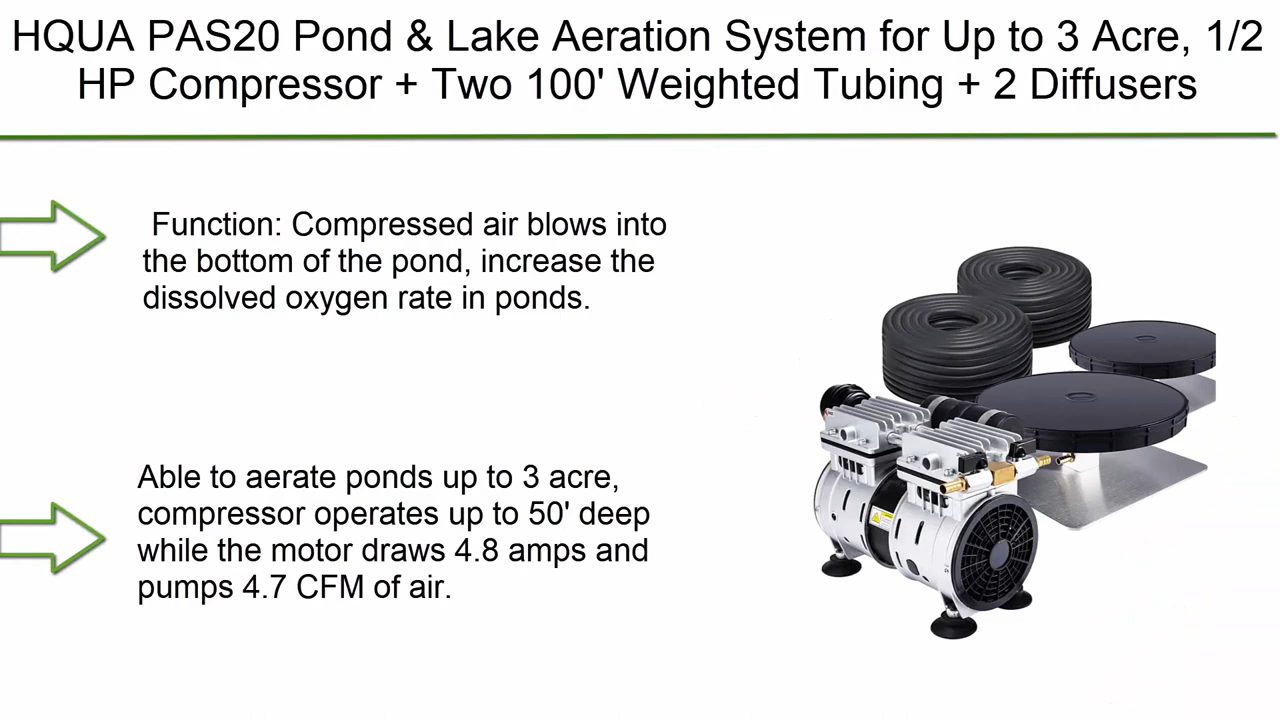 HQUA PAS20 Pond & Lake Aeration System for Up to 3 Acre, 1/2
HP Compressor + Two 100' Weighted Tubing + 2 Diffusers
Function: Compressed air blows into
the bottom of the pond, increase the
dissolved oxygen rate in ponds.
Able to aerate ponds up to 3 acre,
compressor operates up to 50' deep
while the motor draws 4.8 amps and
pumps 4.7 CFM of air.